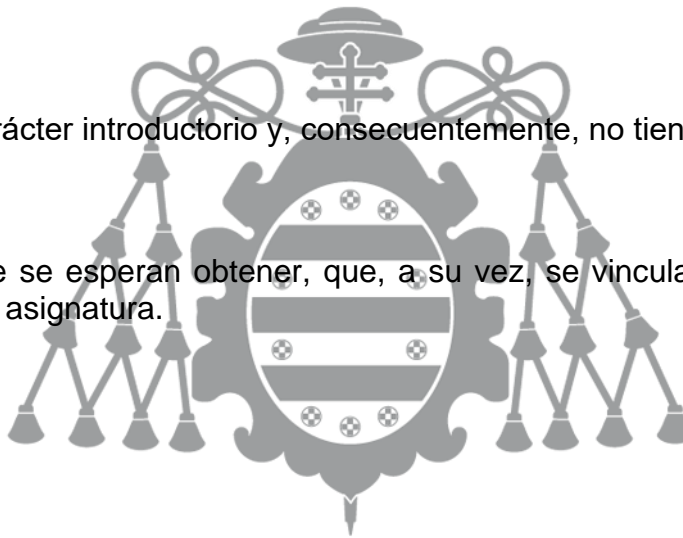 rácter introductorio y, consecuentemente, no tien
e se esperan obtener, que, a su vez, se vincula
asignatura.